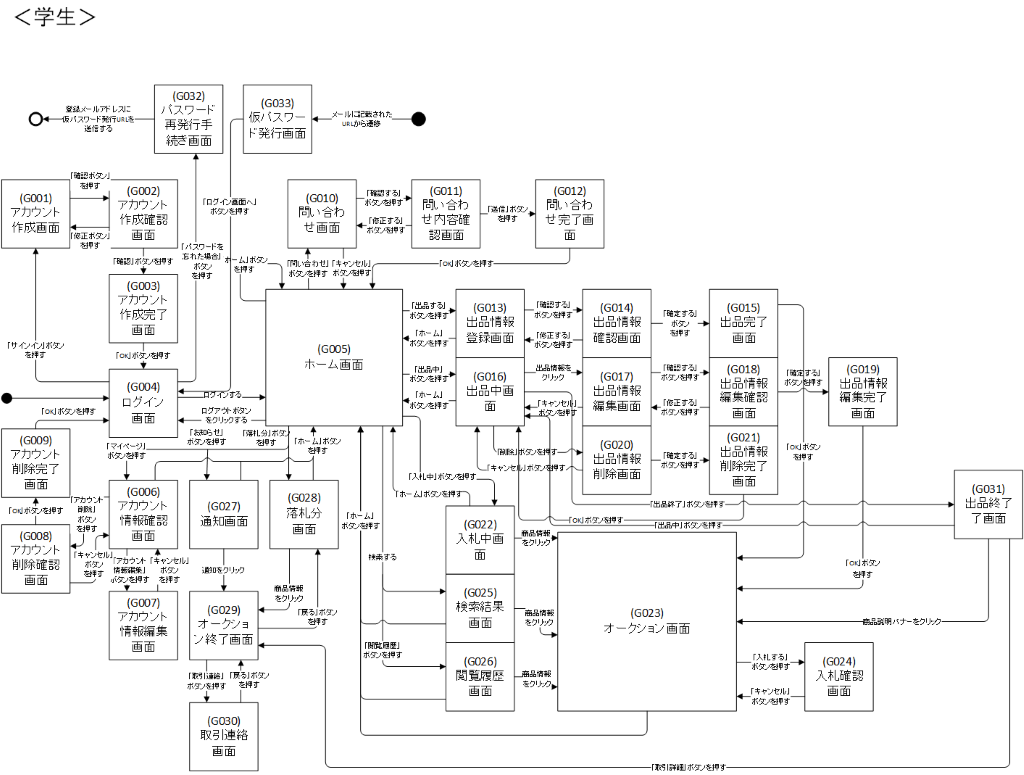 ＜学生＞
登録メールアドレスに
仮パスワード発行URLを
送信する
(G032)
パスワード
再発行手
続き画面
(G033)
仮パスワー
ド発行画面
メールに記載された
URLから遷移
(G001)
アカウント
作成画面
「確認ボタン」
を押す
「修正ボタン」
を押す
(G002)
アカウント
作成確認
画面
「ログイン画面へ」
ボタンを押す
(G010)
問い合わ
せ画面
「確認する」
ボタンを押す
「修正する」
ボタンを押す
(G011)
問い合わ
せ内容確
認画面
「送信」ボタン
を押す
(G012)
問い合わ
せ完了画
面
「確認」ボタンを押す
「パスワードを
忘れた場合」
ボタン
を押す
ホーム」ボタン
を押す
「問い合わせ」
ボタンを押す
「キャンセル」
ボタンを押す
「OK」ボタンを押す
(G003)
アカウント
作成完了
画面
「サインイン」ボタン
を押す
「OK」ボタンを押す
(G004)
ログイン
画面
ログインする
ログアウトボタン
をクリックする
(G005)
ホーム画面
「出品する」
ボタンを押す
「ホーム」
ボタンを押す
「出品中」
ボタンを押す
「ホーム」
ボタンを押す
(G013)
出品情報
登録画面
「確認する」
ボタンを押す
「修正する」
ボタンを押す
(G014)
出品情報
確認画面
「確定する」
ボタン
を押す
(G015)
出品完了
画面
(G016)
出品中画
面
出品情報を
クリック
「キャンセル」
ボタンを押す
(G017)
出品情報
編集画面
「確認する」
ボタンを押す
「修正する」
ボタンを押す
(G018)
出品情報
編集確認
画面
「確定する」
ボタンを押す
(G019)
出品情報
編集完了
画面
「削除」ボタンを押す
「キャンセル」ボタンを押す
(G020)
出品情報
削除画面
「確定する」
ボタンを押す
(G021)
出品情報
削除完了
画面
「OK」ボ
タンを押す
「OK」ボタンを押す
(G009)
アカウント
削除完了
画面
「OK」ボタンを押す
(G008)
アカウント
削除確認
画面
「アカウント
削除」
ボタン
を押す
「キャンセル」
ボタン
を押す
「マイページ」
ボタンを押す
「お知らせ」
ボタンを押す
「落札分」ボタン
を押す
「ホーム」ボタン
を押す
(G006)
アカウント
情報確認
画面
「アカウント
情報編集」
ボタンを押す
「キャンセル」
ボタン
を押す
(G007)
アカウント
情報編集
画面
(G027)
通知画面
通知をクリック
(G028)
落札分
画面
商品情報
をクリック
「戻る」ボタン
を押す
(G029)
オークショ
ン終了画面
「取引連絡」
ボタンを押す
「戻る」ボタン
を押す
(G030)
取引連絡
画面
「ホーム」
ボタンを押す
「入札中」ボタンを押す
「ホーム」ボタンを押す
検索する
「閲覧履歴」
ボタンを押す
(G022)
入札中画
面
商品情報
をクリック
(G025)
検索結果
画面
商品情報
をクリック
(G026)
閲覧履歴
画面
商品情報
をクリック
(G023)
オークション画面
「OK」ボタンを押す
「出品終了」ボタンを押す
「出品中」ボタンを押す
(G031)
出品終了
了画面
「OK」ボタン
を押す
商品説明バナーをクリック
「入札する」
ボタンを押す
「キャンセル」
ボタンを押す
(G024)
入札確認
画面
「取引詳細」ボタンを押す